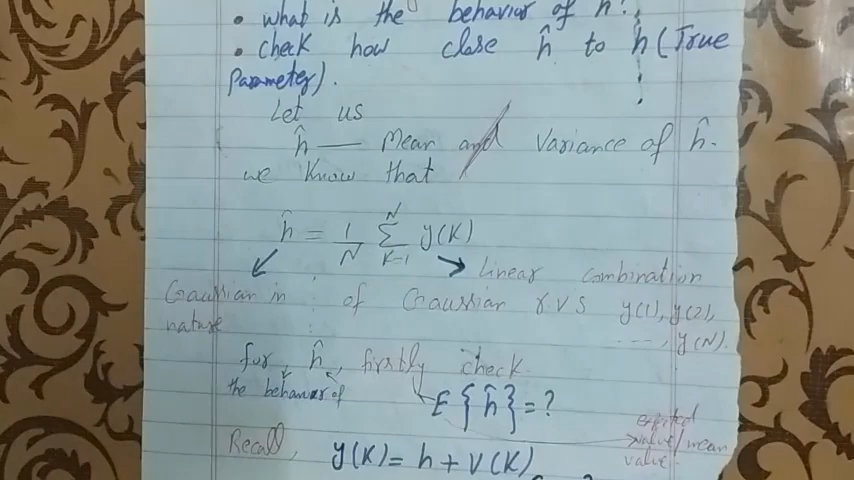 • what is the behavior of ĥ?
• check how close ĥ to h (True
Parameter).
Let us
ĥ — Mean and Variance of ĥ.
we know that
ĥ = 1/N Σ_{K=1}^{N} y(K)
linear combination
Gaussian in of Gaussian r.v s y(1), y(2),
nature ...., y(N).
for ĥ, firstly check
the behavior of
E{ĥ} = ?
value/mean
value.
Recall, y(K) = h + V(K)